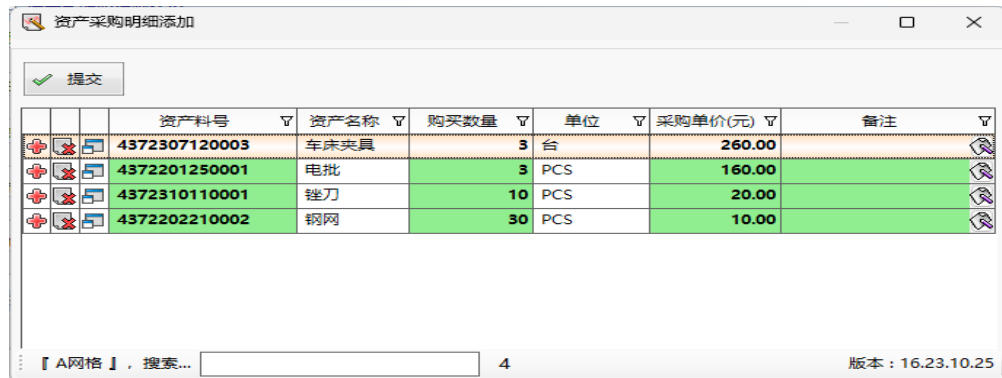 资产采购明细添加
提交
资产料号 资产名称 购买数量 单位 采购单价(元) 备注
4372307120003 车床夹具 3 台 260.00
4372201250001 电批 3 PCS 160.00
4372310110001 锉刀 10 PCS 20.00
4372202210002 钢网 30 PCS 10.00
『 A网格 』, 搜索... 4 版本：16.23.10.25